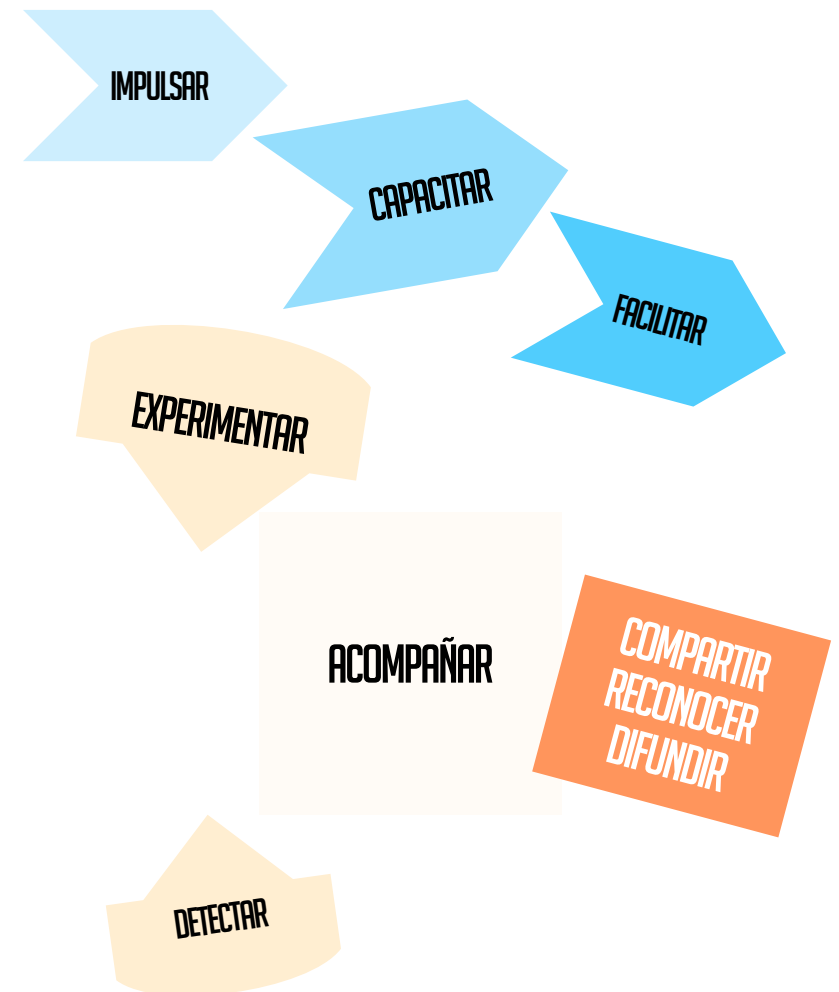 IMPULSAR
CAPACITAR
FACILITAR
EXPERIMENTAR
ACOMPAÑAR
COMPARTIR
RECONOCER
DIFUNDIR
DETECTAR